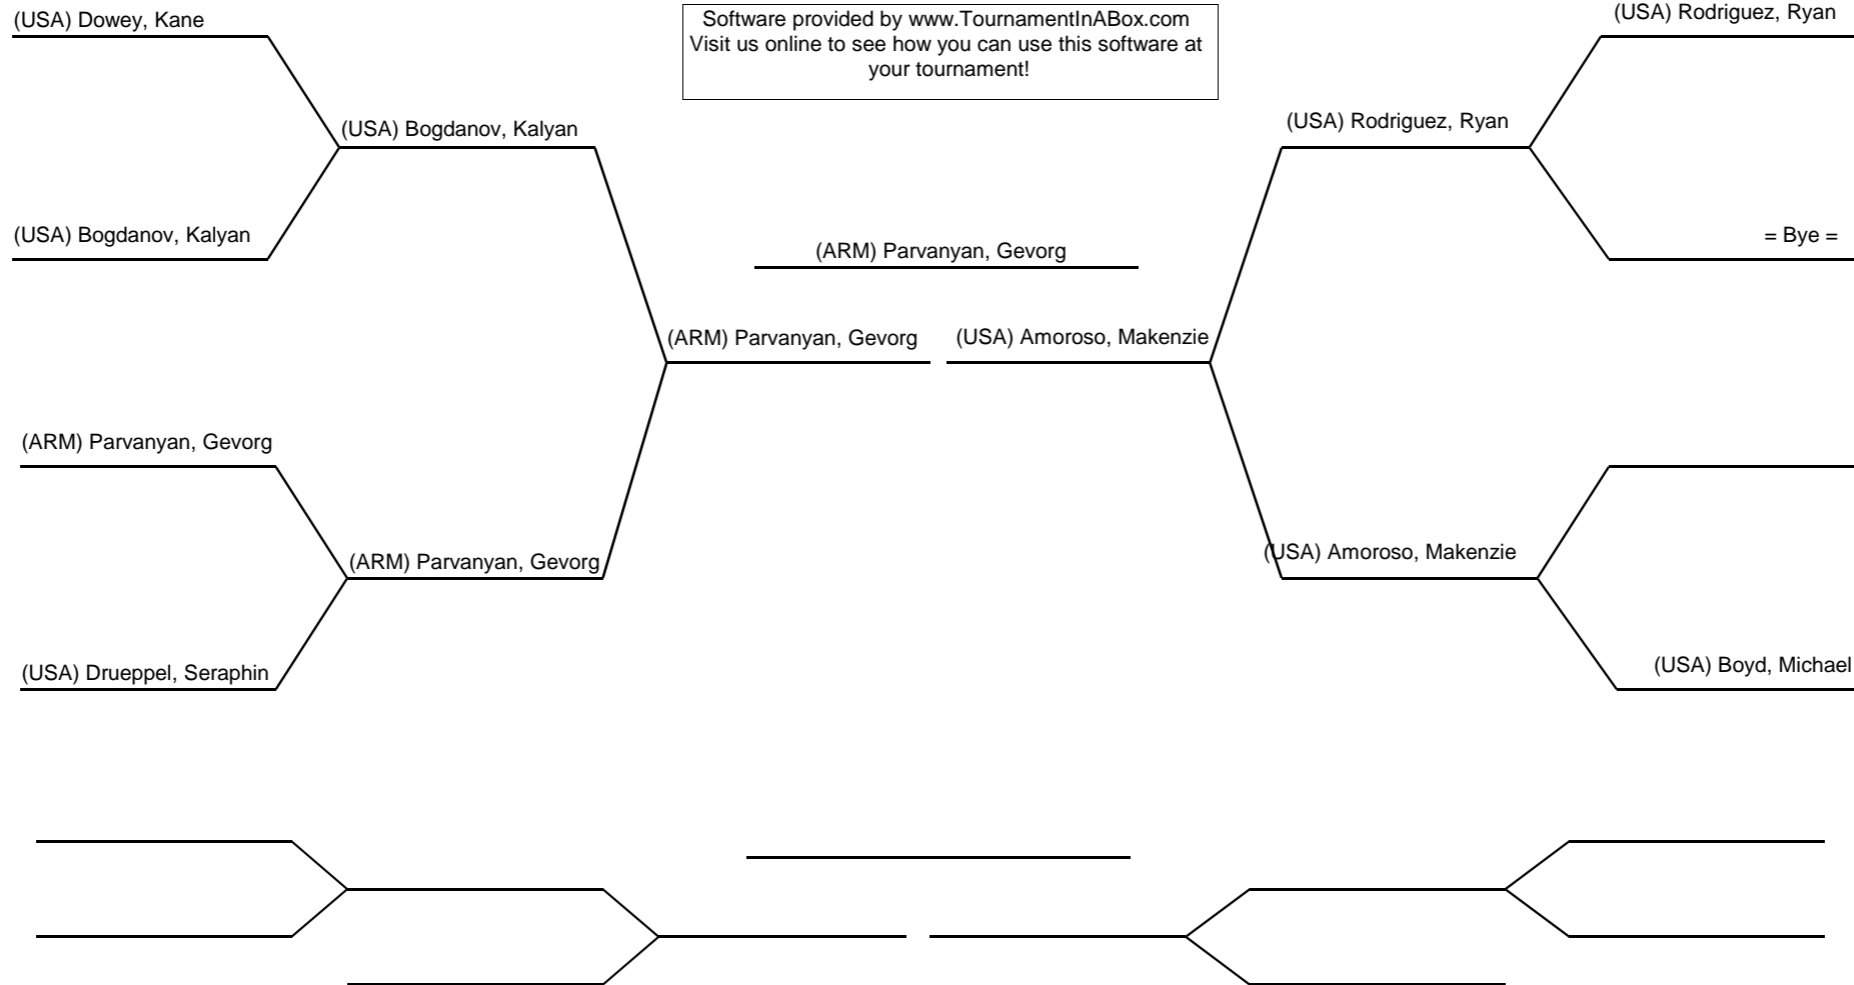 (USA) Dowey, Kane
Software provided by www.TournamentInABox.com
Visit us online to see how you can use this software at
your tournament!
(USA) Rodriguez, Ryan
(USA) Bogdanov, Kalyan
(USA) Rodriguez, Ryan
(USA) Bogdanov, Kalyan
(ARM) Parvanyan, Gevorg
= Bye =
(ARM) Parvanyan, Gevorg
(USA) Amoroso, Makenzie
(ARM) Parvanyan, Gevorg
(ARM) Parvanyan, Gevorg
(USA) Amoroso, Makenzie
(USA) Drueppel, Seraphin
(USA) Boyd, Michael